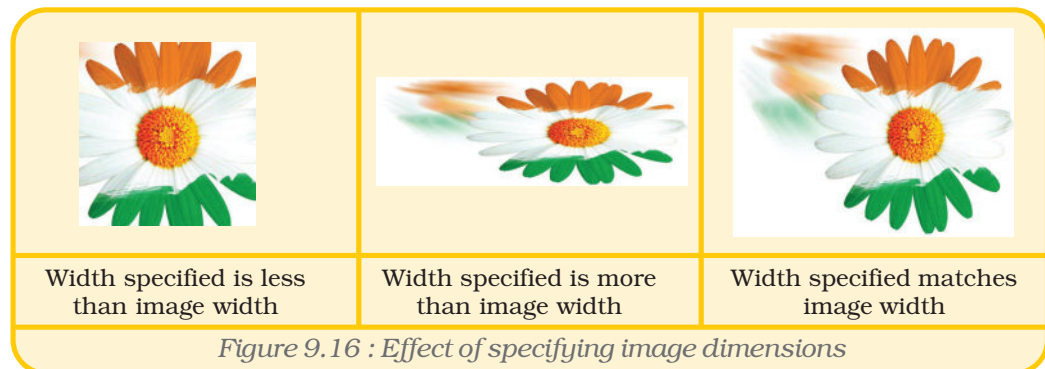 Width specified is less
than image width
Width specified is more
than image width
Width specified matches
image width
Figure 9.16 : Effect of specifying image dimensions